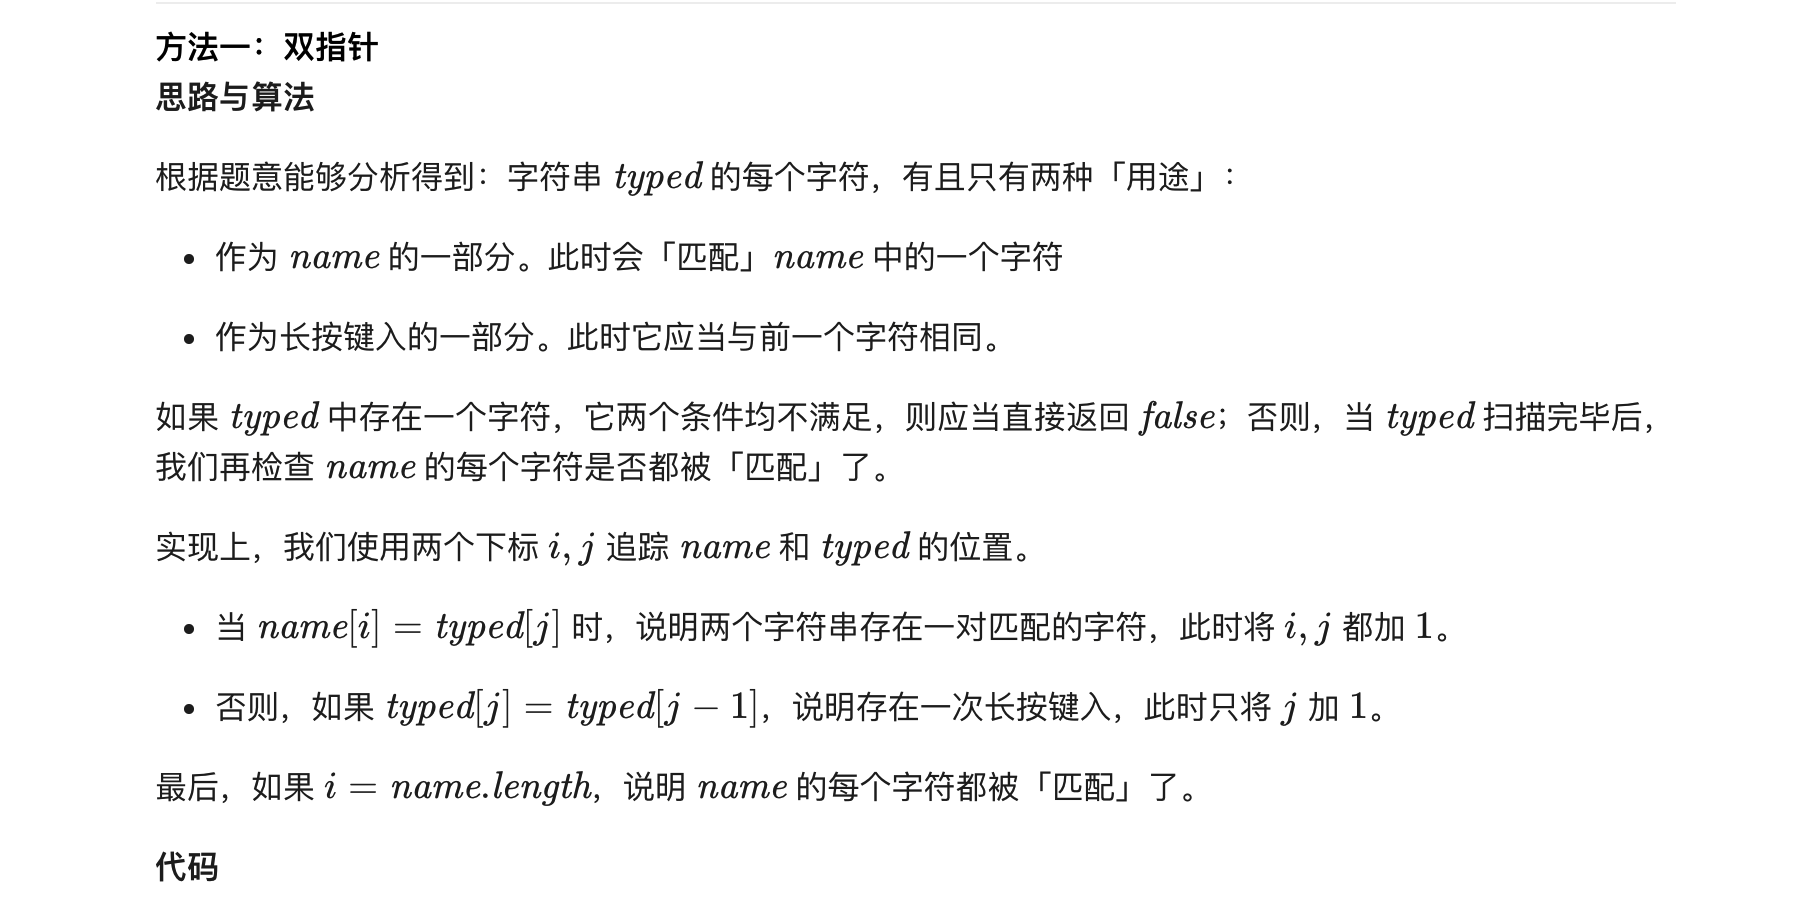 方法一：双指针
思路与算法
根据题意能够分析得到：字符串 typed 的每个字符，有且只有两种「用途」：
• 作为 name 的一部分。此时会「匹配」name 中的一个字符
• 作为长按键入的一部分。此时它应当与前一个字符相同。
如果 typed 中存在一个字符，它两个条件均不满足，则应当直接返回 false；否则，当 typed 扫描完毕后，
我们再检查 name 的每个字符是否都被「匹配」了。
实现上，我们使用两个下标 i, j 追踪 name 和 typed 的位置。
• 当 name[i] = typed[j] 时，说明两个字符串存在一对匹配的字符，此时将 i, j 都加 1。
• 否则，如果 typed[j] = typed[j − 1]，说明存在一次长按键入，此时只将 j 加 1。
最后，如果 i = name.length，说明 name 的每个字符都被「匹配」了。
代码